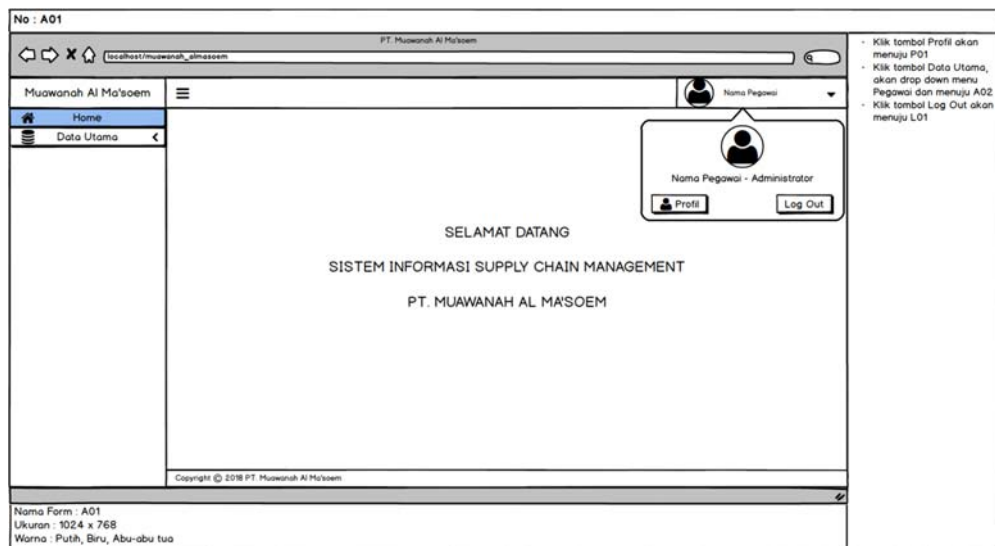 No : A01
PT. Muawanah Al Ma'soem
localhost/muawanah_almasoem
Muawanah Al Ma'soem
Nama Pegawai
Home
Data Utama
Nama Pegawai - Administrator
Profil
Log Out
SELAMAT DATANG
SISTEM INFORMASI SUPPLY CHAIN MANAGEMENT
PT. MUAWANAH AL MA'SOEM
Copyright © 2018 PT. Muawanah Al Ma'soem
- Klik tombol Profil akan
menuju P01
- Klik tombol Data Utama,
akan drop down menu
Pegawai dan menuju A02
- Klik tombol Log Out akan
menuju L01
Nama Form : A01
Ukuran : 1024 x 768
Warna : Putih, Biru, Abu-abu tua